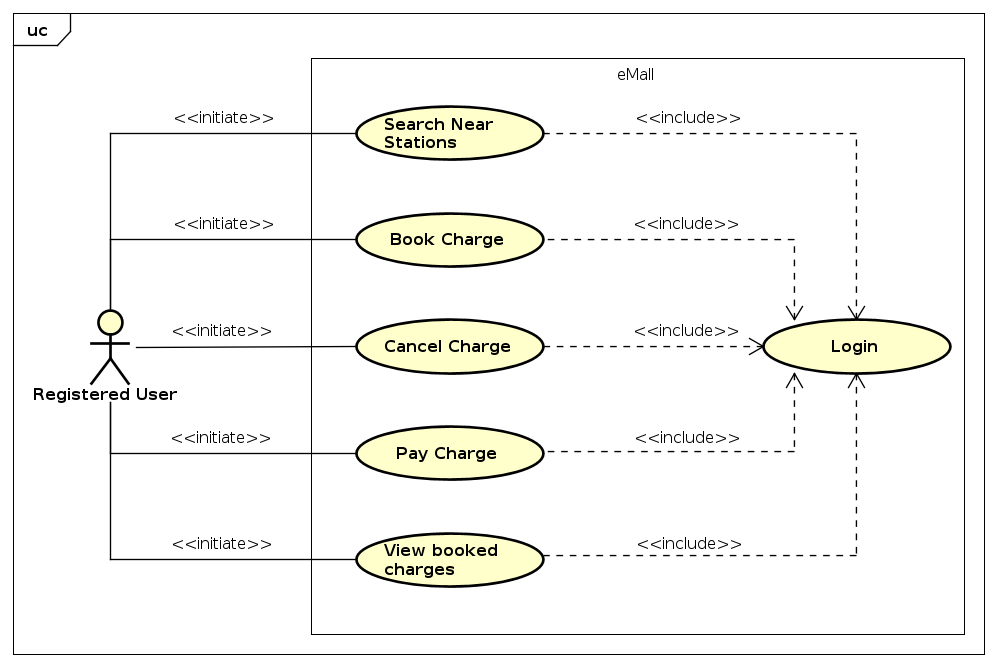 uc
eMall
<<initiate>>
<<include>>
Search Near
Stations
<<initiate>>
<<include>>
Book Charge
<<initiate>>
<<include>>
Cancel Charge
Login
Registered User
<<initiate>>
<<include>>
Pay Charge
<<initiate>>
<<include>>
View booked
charges